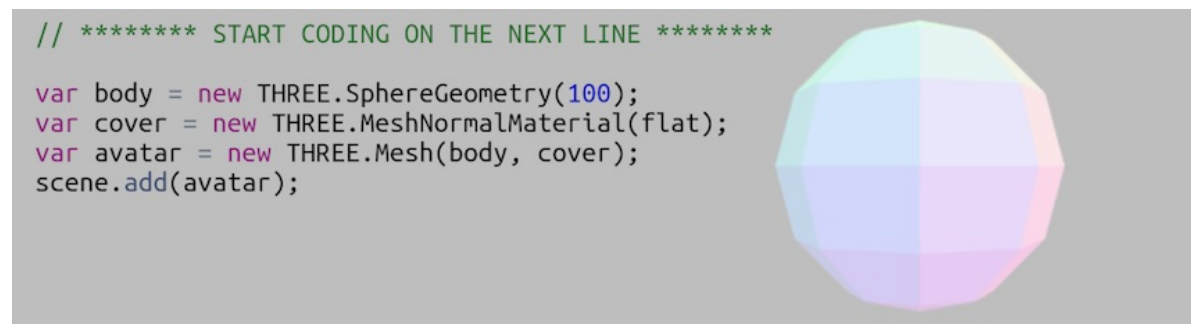 // ******** START CODING ON THE NEXT LINE ********
var body = new THREE.SphereGeometry(100);
var cover = new THREE.MeshNormalMaterial(flat);
var avatar = new THREE.Mesh(body, cover);
scene.add(avatar);